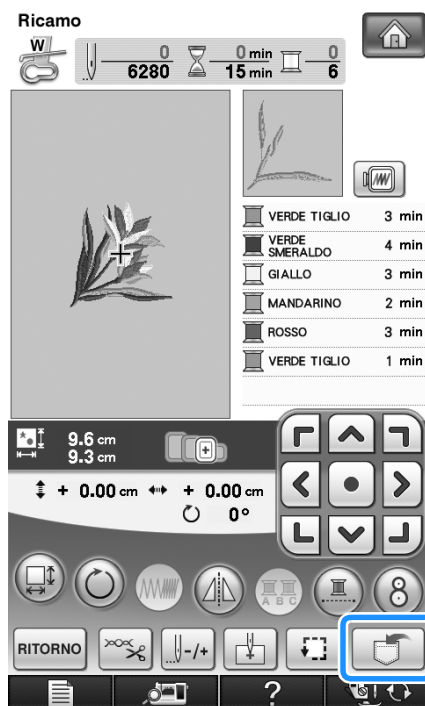 Ricamo
W
0
6280
0 min
15 min
0
6
VERDE TIGLIO 3 min
VERDE SMERALDO 4 min
GIALLO 3 min
MANDARINO 2 min
ROSSO 3 min
VERDE TIGLIO 1 min
9.6 cm
9.3 cm
+ 0.00 cm + 0.00 cm
0°
A B C
8
RITORNO
-/+
?